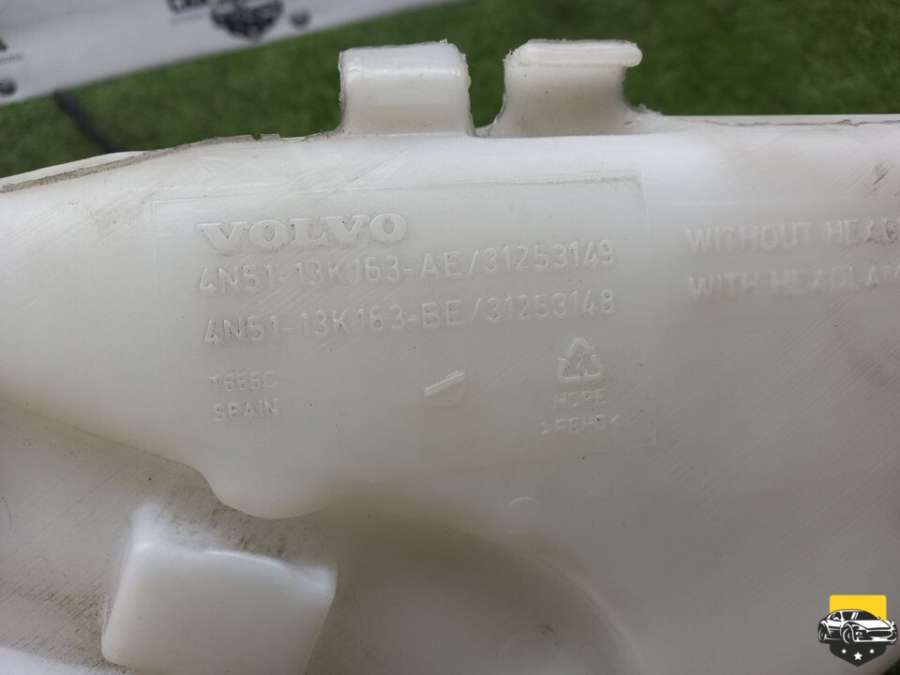 VOLVO
4N51-13K163-AE/31253149
4N51-13K163-BE/31253148
WITHOUT
WITH
SPAIN
HDPE